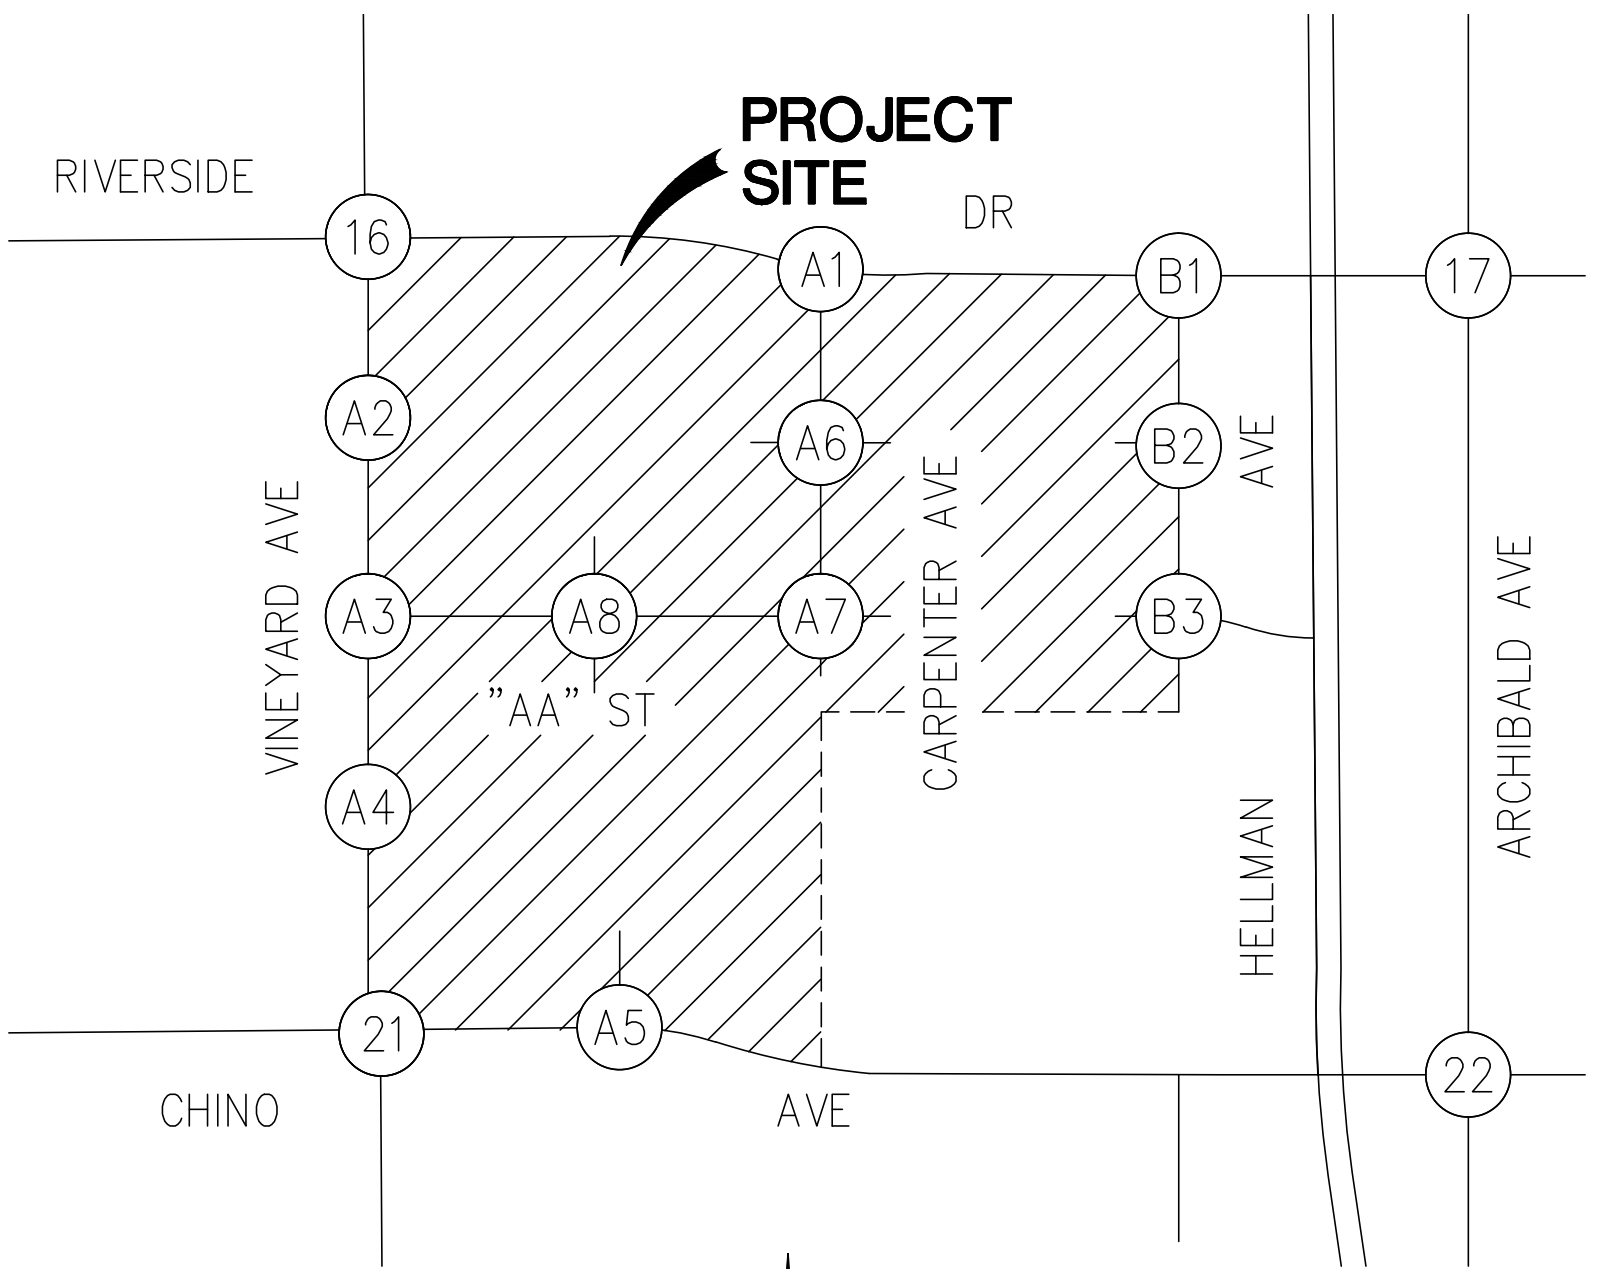 PROJECT
SITE
RIVERSIDE
DR
16
A1
B1
17
A2
A6
B2
AVE
VINEYARD AVE
CARPENTER AVE
ARCHIBALD AVE
A3
A8
A7
B3
"AA" ST
A4
HELLMAN
21
A5
22
CHINO
AVE